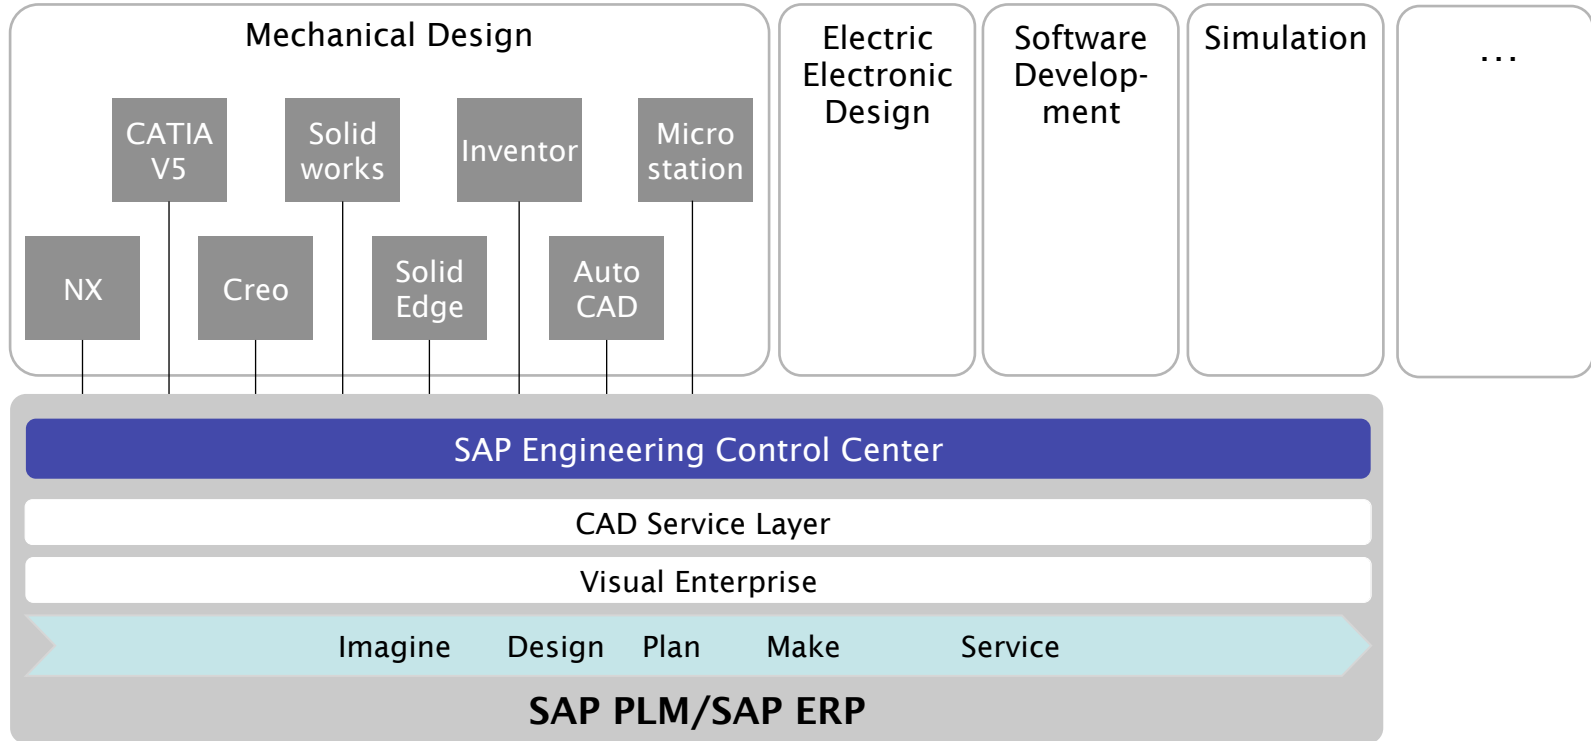 Mechanical Design
Electric
Electronic
Design
Software
Develop-
ment
Simulation
...
CATIA
V5
Solid
works
Inventor
Micro
station
NX
Creo
Solid
Edge
Auto
CAD
SAP Engineering Control Center
CAD Service Layer
Visual Enterprise
Imagine Design Plan Make Service
SAP PLM/SAP ERP